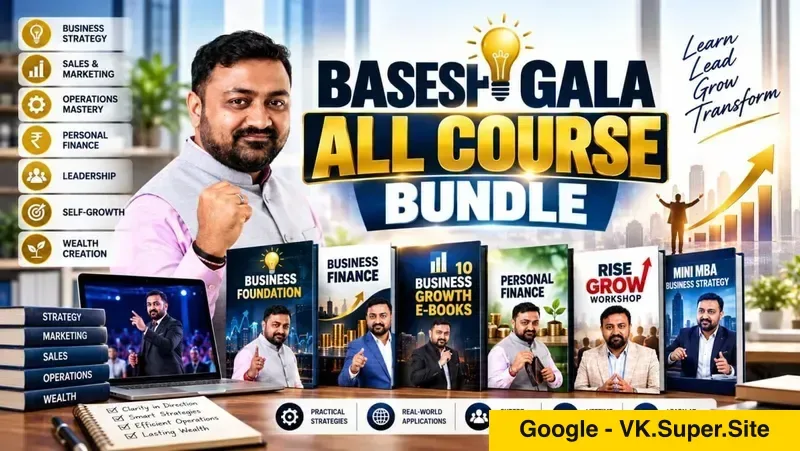 BUSINESS
STRATEGY
SALES &
MARKETING
OPERATIONS
MASTERY
PERSONAL
FINANCE
LEADERSHIP
SELF-GROWTH
WEALTH
CREATION
BASESH GALA
ALL COURSE
BUNDLE
Learn
Lead
Grow
Transform
STRATEGY
MARKETING
SALES
OPERATIONS
WEALTH
BUSINESS
FOUNDATION
BUSINESS
FINANCE
10
BUSINESS
GROWTH
E-BOOKS
PERSONAL
FINANCE
RISE
GROW
WORKSHOP
MINI MBA
BUSINESS STRATEGY
Clarity in Direction
Smart Strategies
Efficient Operations
Lasting Wealth
PRACTICAL
STRATEGIES
REAL-WORLD
APPLICATIONS
Google - VK.Super.Site